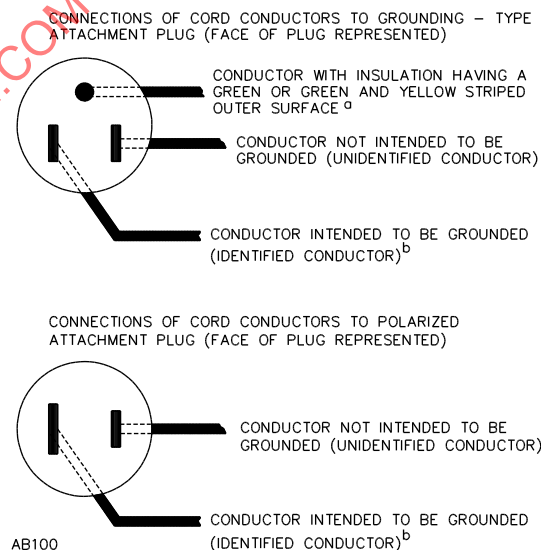 CONNECTIONS OF CORD CONDUCTORS TO GROUNDING – TYPE
ATTACHMENT PLUG (FACE OF PLUG REPRESENTED)
CONDUCTOR WITH INSULATION HAVING A
GREEN OR GREEN AND YELLOW STRIPED
OUTER SURFACE a
CONDUCTOR NOT INTENDED TO BE
GROUNDED (UNIDENTIFIED CONDUCTOR)
CONDUCTOR INTENDED TO BE GROUNDED
(IDENTIFIED CONDUCTOR) b
CONNECTIONS OF CORD CONDUCTORS TO POLARIZED
ATTACHMENT PLUG (FACE OF PLUG REPRESENTED)
CONDUCTOR NOT INTENDED TO BE
GROUNDED (UNIDENTIFIED CONDUCTOR)
CONDUCTOR INTENDED TO BE GROUNDED
(IDENTIFIED CONDUCTOR) b
AB100
.COM